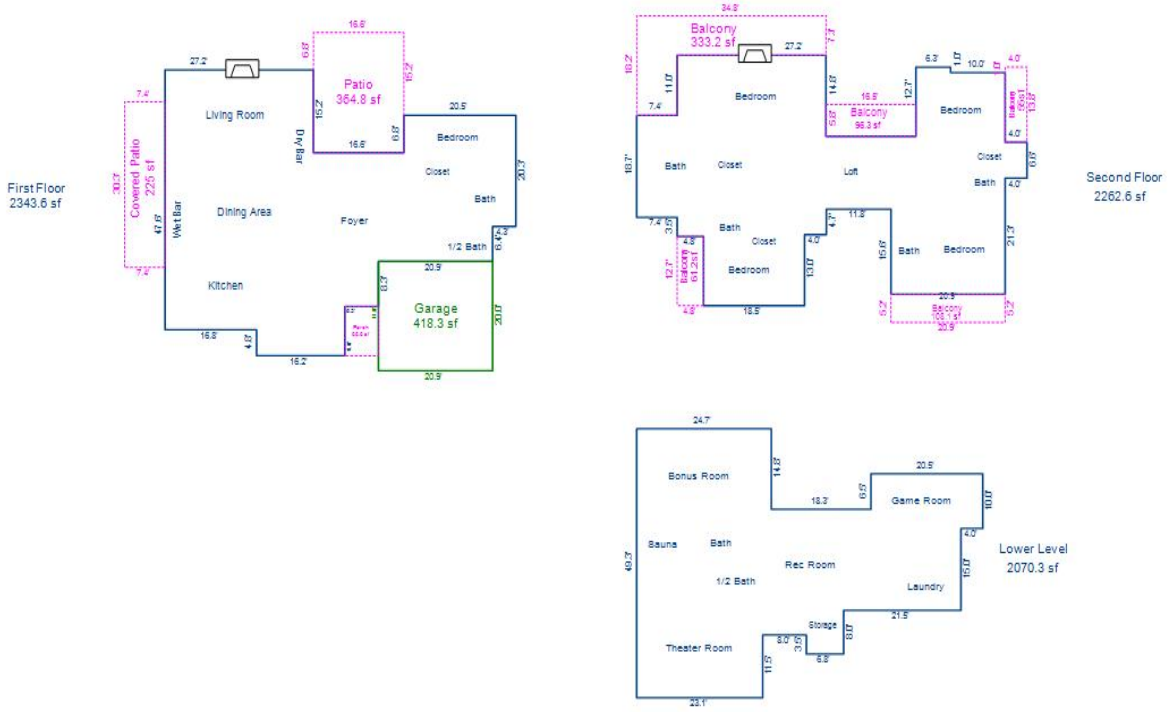 16.6'
6.8'
15.2'
Patio
364.8 sf
27.2'
7.4'
Living Room
Dry Bar
15.2'
16.6'
6.8'
20.5'
Bedroom
Closet
20.3'
Bath
4.3'
6.4'
1/2 Bath
First Floor
2343.6 sf
30.3'
Covered Patio
225 sf
47.6'
Wet Bar
7.4'
Dining Area
Foyer
Kitchen
20.9'
8.3'
Garage
418.3 sf
20.0'
20.9'
16.8'
4.8'
16.2'
Porch
34.8'
Balcony
333.2 sf
7.3'
27.2'
18.2'
11.0'
7.4'
Bedroom
14.8'
16.5'
Balcony
96.3 sf
5.8'
12.7'
6.3'
1.0'
10.0'
4.0'
Bedroom
Balcony
13.8'
4.0'
Closet
6.6'
Bath
4.0'
18.7'
Bath
Closet
Loft
Second Floor
2262.6 sf
7.4'
3.5'
Bath
Closet
4.8'
4.0'
4.7'
11.8'
12.7'
Balcony
61.2 sf
Bedroom
13.0'
4.8'
18.5'
15.6'
Bath
Bedroom
21.3'
20.9'
5.2'
Balcony
5.2'
20.9'
24.7'
Bonus Room
14.8'
18.3'
6.5'
20.5'
Game Room
10.0'
4.0'
49.3'
Sauna
Bath
1/2 Bath
Rec Room
15.0'
Laundry
Lower Level
2070.3 sf
21.5'
Storage
8.0'
3.5'
6.8'
8.0'
Theater Room
11.5'
23.1'